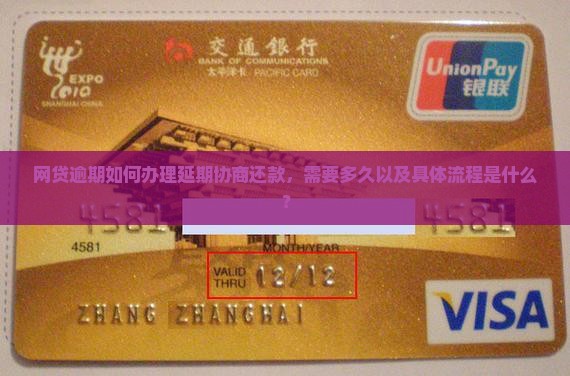 世
EXPO
2010
SHANGHAI CHINA
交通銀行
BANK OF COMMUNICATIONS
太平洋卡 PACIFIC CARD
UnionPay
银联
网贷逾期如何办理延期协商还款，需要多久以及具体流程是什么
？
4581 4581
4581
MONTH/YEAR
VALID
THRU
12/12
ZHANG ZHANGHAI
VISA